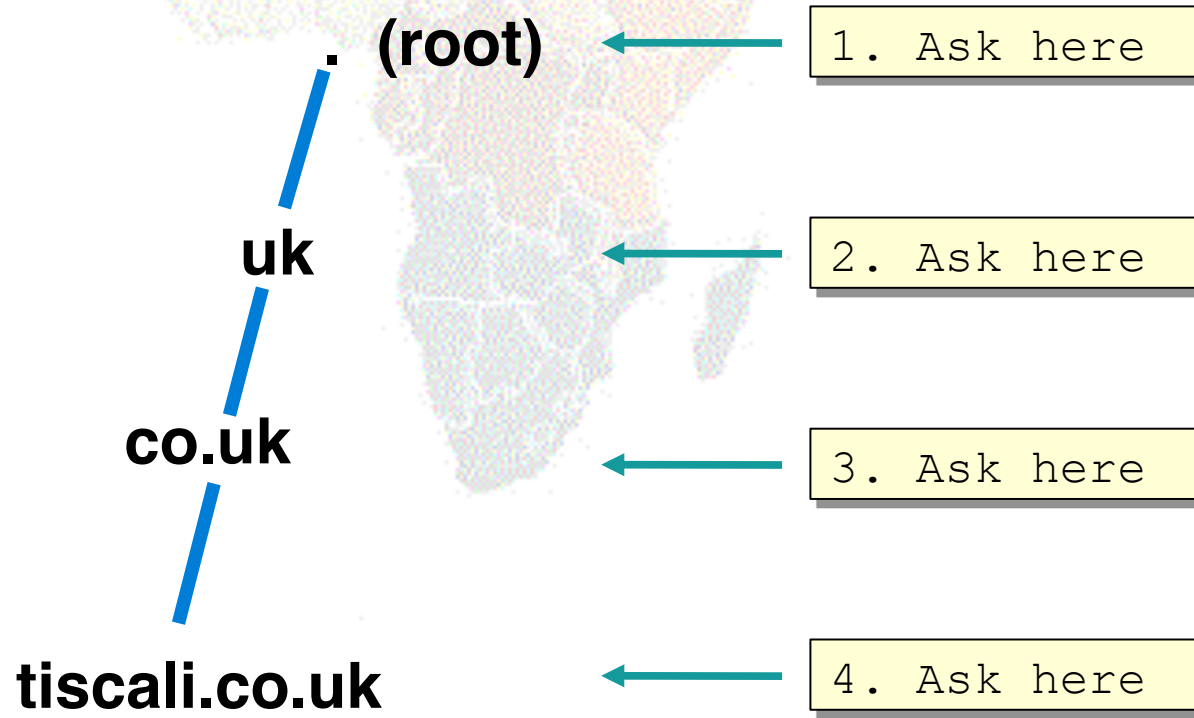 . (root)
1. Ask here
uk
2. Ask here
co.uk
3. Ask here
tiscali.co.uk
4. Ask here